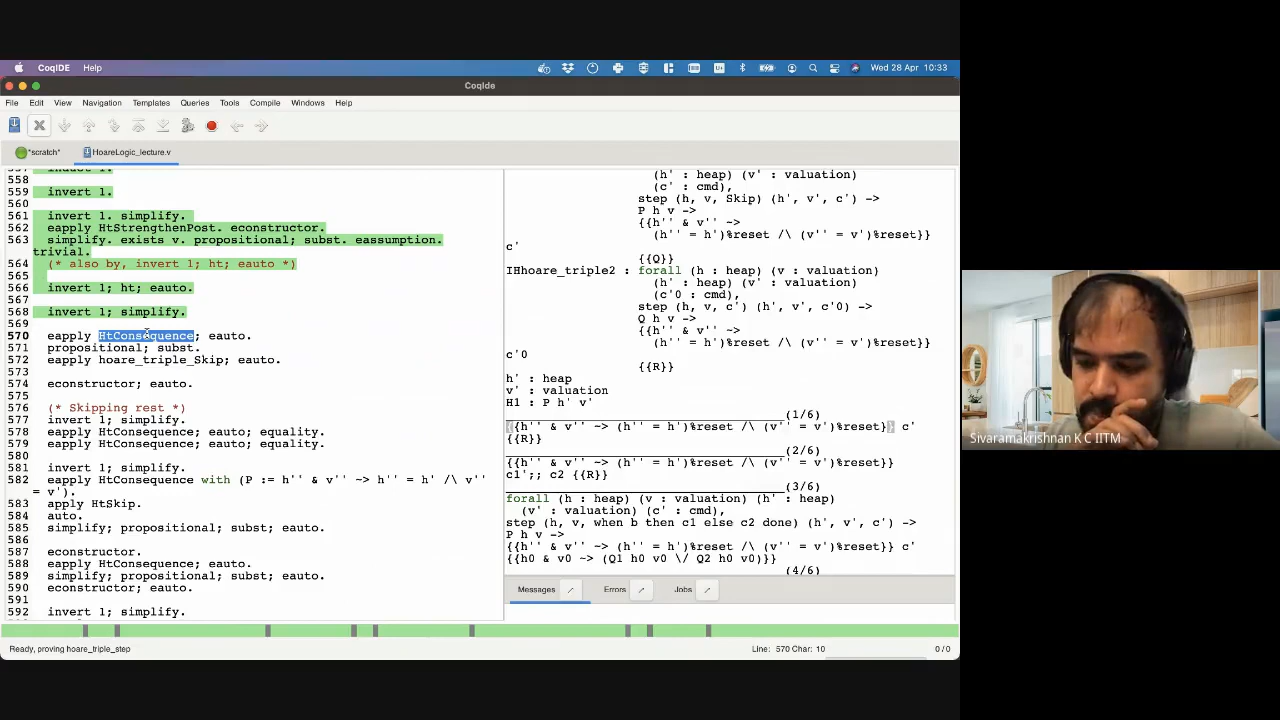 CoqIDE Help
Wed 28 Apr 10:33
CoqIde
File Edit View Navigation Templates Queries Tools Compile Windows Help
*scratch* HoareLogic_lecture.v
558
559 invert 1.
560
561 invert 1. simplify.
562 eapply HtStrengthenPost. econstructor.
563 simplify. exists v. propositional; subst. eassumption.
trivial.
564 (* also by, invert 1; ht; eauto *)
565
566 invert 1; ht; eauto.
567
568 invert 1; simplify.
569
570 eapply HtConsequence; eauto.
571 propositional; subst.
572 eapply hoare_triple_Skip; eauto.
573
574 econstructor; eauto.
575
576 (* Skipping rest *)
577 invert 1; simplify.
578 eapply HtConsequence; eauto; equality.
579 eapply HtConsequence; eauto; equality.
580
581 invert 1; simplify.
582 eapply HtConsequence with (P := h'' & v'' ~> h'' = h' /\ v''
= v').
583 apply HtSkip.
584 auto.
585 simplify; propositional; subst; eauto.
586
587 econstructor.
588 eapply HtConsequence; eauto.
589 simplify; propositional; subst; eauto.
590 econstructor; eauto.
591
592 invert 1; simplify.
(h' : heap) (v' : valuation)
(c' : cmd),
step (h, v, Skip) (h', v', c') ->
P h v ->
{{h'' & v'' ~>
(h'' = h')%reset /\ (v'' = v')%reset}}
c'
{{Q}}
IHhoare_triple2 : forall (h : heap) (v : valuation)
(h' : heap) (v' : valuation)
(c'0 : cmd),
step (h, v, c') (h', v', c'0) ->
Q h v ->
{{h'' & v'' ~>
(h'' = h')%reset /\ (v'' = v')%reset}}
c'0
{{R}}
h' : heap
v' : valuation
H1 : P h' v'
(1/6)
{{h'' & v'' ~> (h'' = h')%reset /\ (v'' = v')%reset}} c'
{{R}}
(2/6)
{{h'' & v'' ~> (h'' = h')%reset /\ (v'' = v')%reset}}
c1';; c2 {{R}}
(3/6)
forall (h : heap) (v : valuation) (h' : heap)
(v' : valuation) (c' : cmd),
step (h, v, when b then c1 else c2 done) (h', v', c') ->
P h v ->
{{h'' & v'' ~> (h'' = h')%reset /\ (v'' = v')%reset}} c'
{{h0 & v0 ~> (Q1 h0 v0 \/ Q2 h0 v0)}}
(4/6)
Messages Errors Jobs
Ready, proving hoare_triple_step
Line: 570 Char: 10
0 / 0
Sivaramakrishnan K C IITM